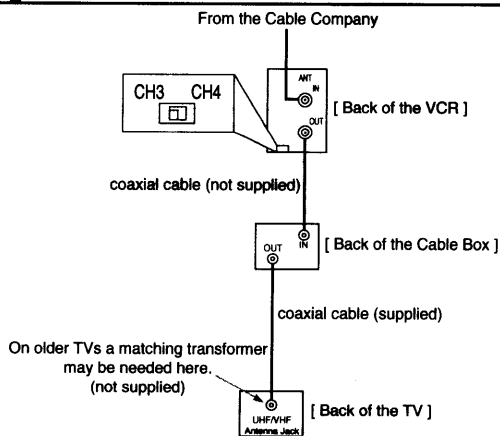 From the Cable Company
CH3 CH4
ANT
IN
OUT
[ Back of the VCR ]
coaxial cable (not supplied)
OUT
IN
[ Back of the Cable Box ]
coaxial cable (supplied)
On older TVs a matching transformer
may be needed here.
(not supplied)
UHF/VHF
Antenna Jack
[ Back of the TV ]